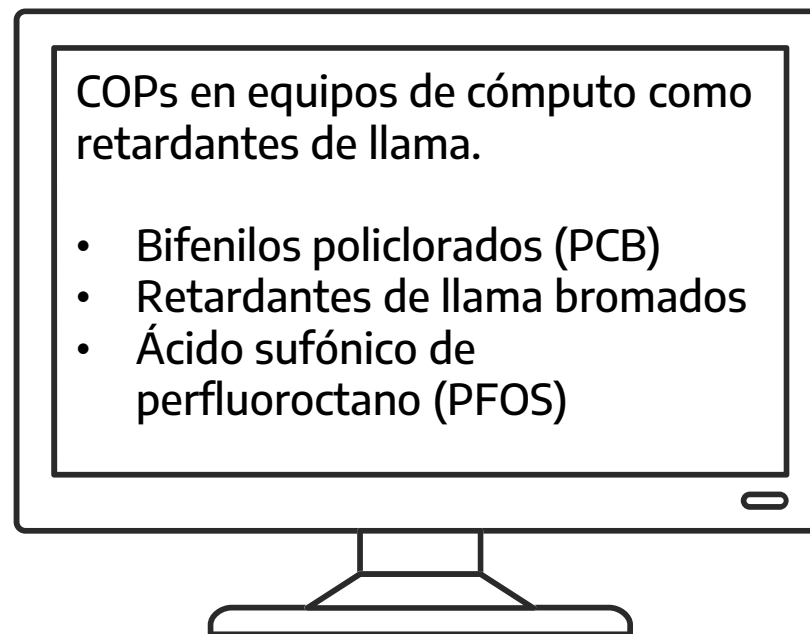 COPs en equipos de cómputo como
retardantes de llama.
• Bifenilos policlorados (PCB)
• Retardantes de llama bromados
• Ácido sufónico de
perfluoroctano (PFOS)